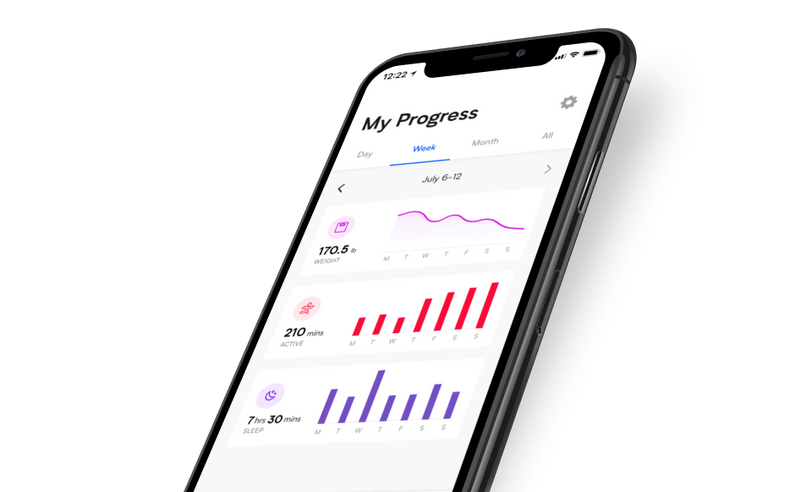 12:22
My Progress
Day Week Month All
July 6-12
170.5 lb
WEIGHT
M T W T F S S
210 mins
ACTIVE
M T W T F S S
7 hrs 30 mins
SLEEP
M T W T F S S